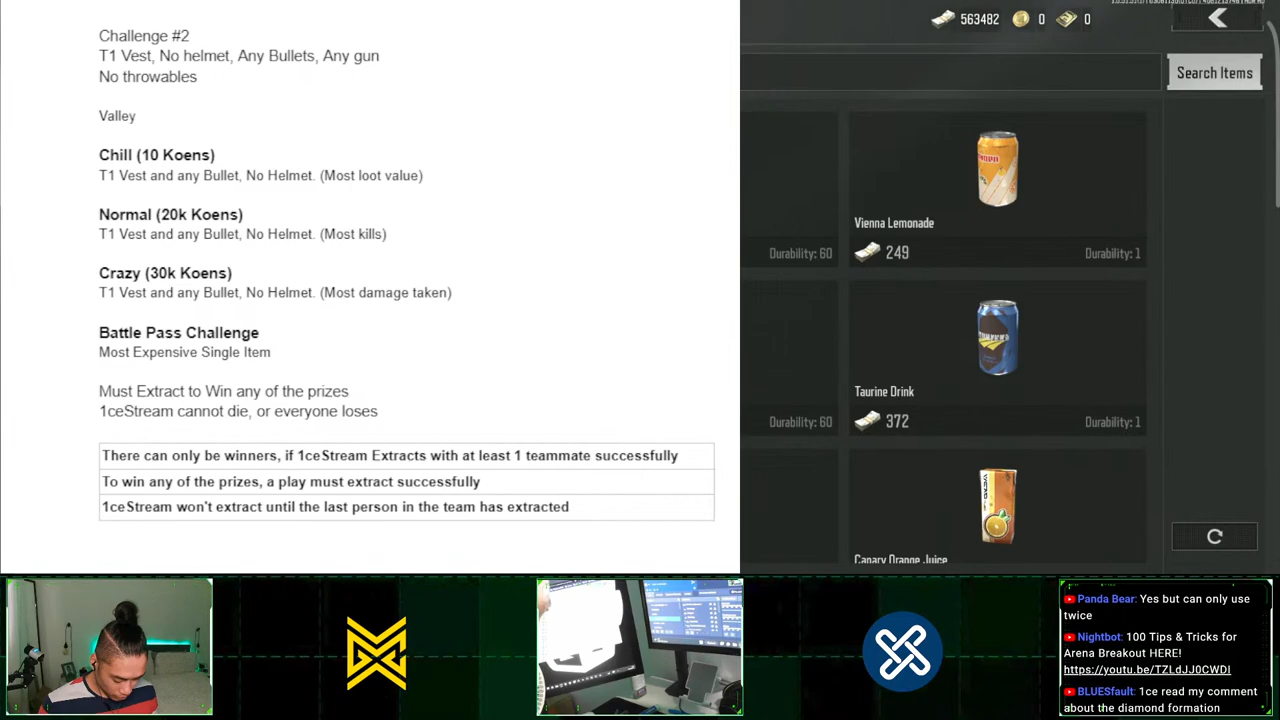 Challenge #2
T1 Vest, No helmet, Any Bullets, Any gun
No throwables
Valley
Chill (10 Koens)
T1 Vest and any Bullet, No Helmet. (Most loot value)
Normal (20k Koens)
T1 Vest and any Bullet, No Helmet. (Most kills)
Crazy (30k Koens)
T1 Vest and any Bullet, No Helmet. (Most damage taken)
Battle Pass Challenge
Most Expensive Single Item
Must Extract to Win any of the prizes
1ceStream cannot die, or everyone loses
There can only be winners, if 1ceStream Extracts with at least 1 teammate successfully
To win any of the prizes, a play must extract successfully
1ceStream won't extract until the last person in the team has extracted
563482
0
0
Search Items
Durability: 60
Vienna Lemonade
249
Durability: 1
Durability: 60
Taurine Drink
372
Durability: 1
Canary Orange Juice
Panda Bear: Yes but can only use
twice
Nightbot: 100 Tips & Tricks for
Arena Breakout HERE!
https://youtu.be/TZLdJJ0CWDI
BLUESfault: 1ce read my comment
about the diamond formation